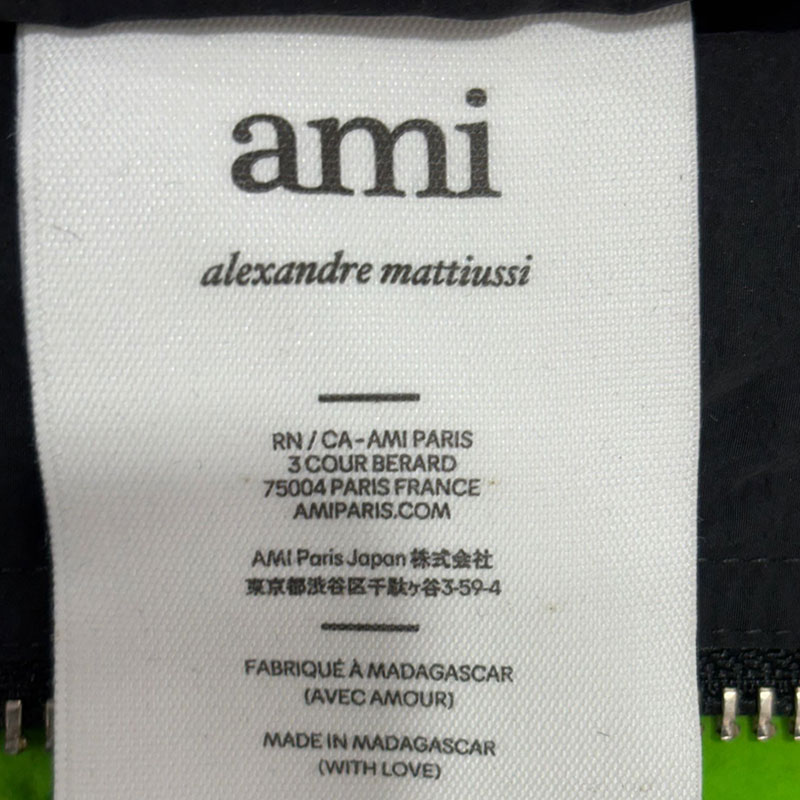 ami
alexandre mattiussi
RN / CA-AMI PARIS
3 COUR BERARD
75004 PARIS FRANCE
AMIPARIS.COM
AMI Paris Japan 株式会社
東京都渋谷区千駄ヶ谷3-59-4
FABRIQUÉ À MADAGASCAR
(AVEC AMOUR)
MADE IN MADAGASCAR
(WITH LOVE)